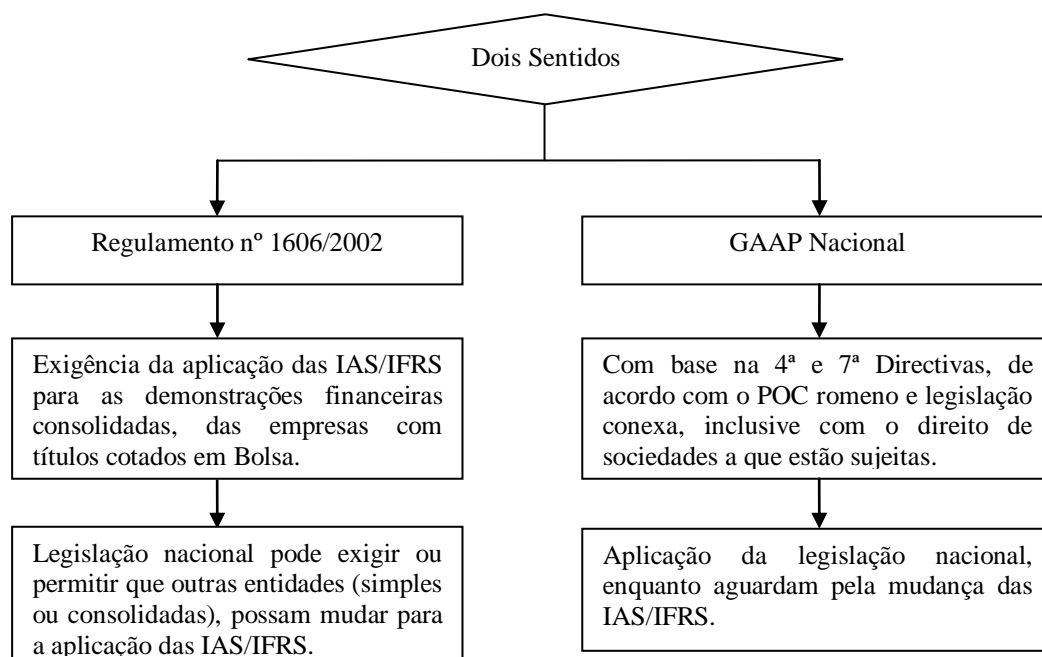 Dois Sentidos
Regulamento nº 1606/2002
GAAP Nacional
Exigência da aplicação das IAS/IFRS
para as demonstrações financeiras
consolidadas, das empresas com
títulos cotados em Bolsa.
Com base na 4ª e 7ª Directivas, de
acordo com o POC romeno e legislação
conexa, inclusive com o direito de
sociedades a que estão sujeitas.
Legislação nacional pode exigir ou
permitir que outras entidades (simples
ou consolidadas), possam mudar para
a aplicação das IAS/IFRS.
Aplicação da legislação nacional,
enquanto aguardam pela mudança das
IAS/IFRS.